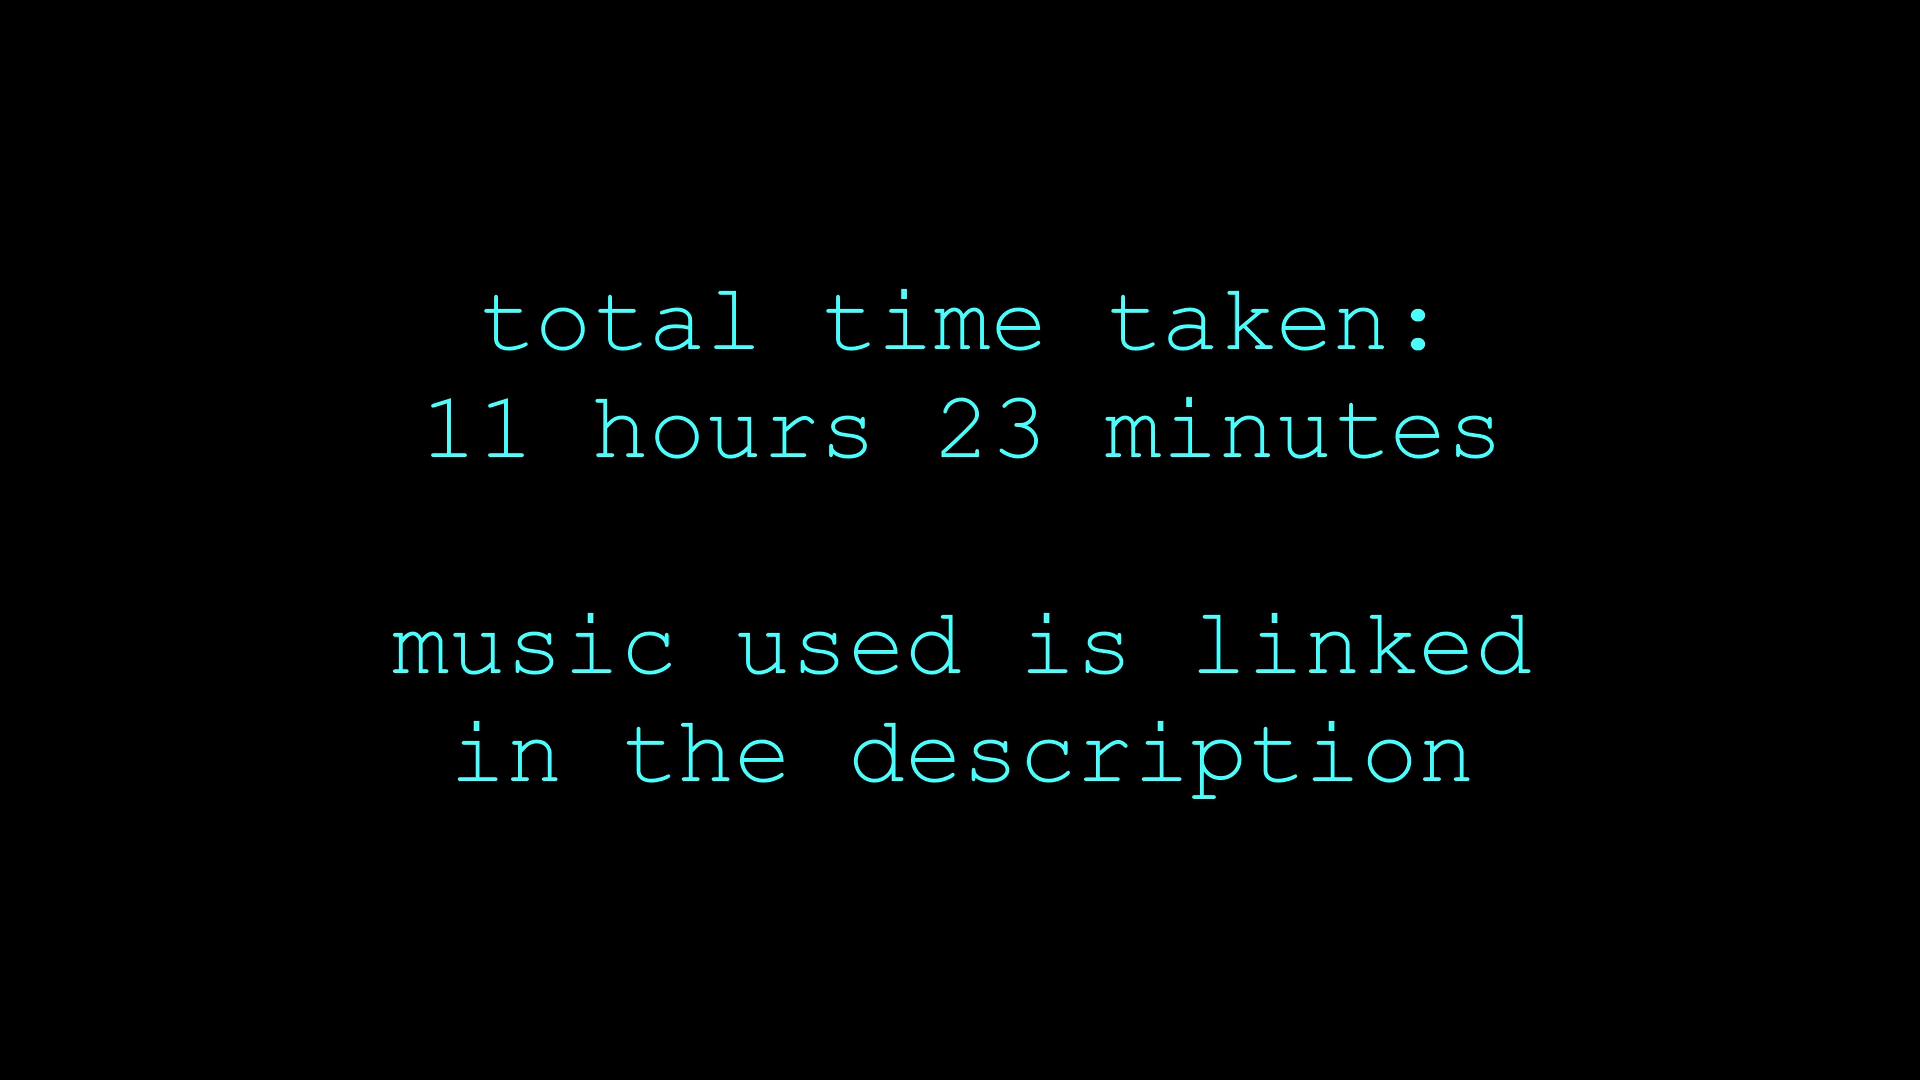 total time taken:
11 hours 23 minutes
music used is linked
in the description